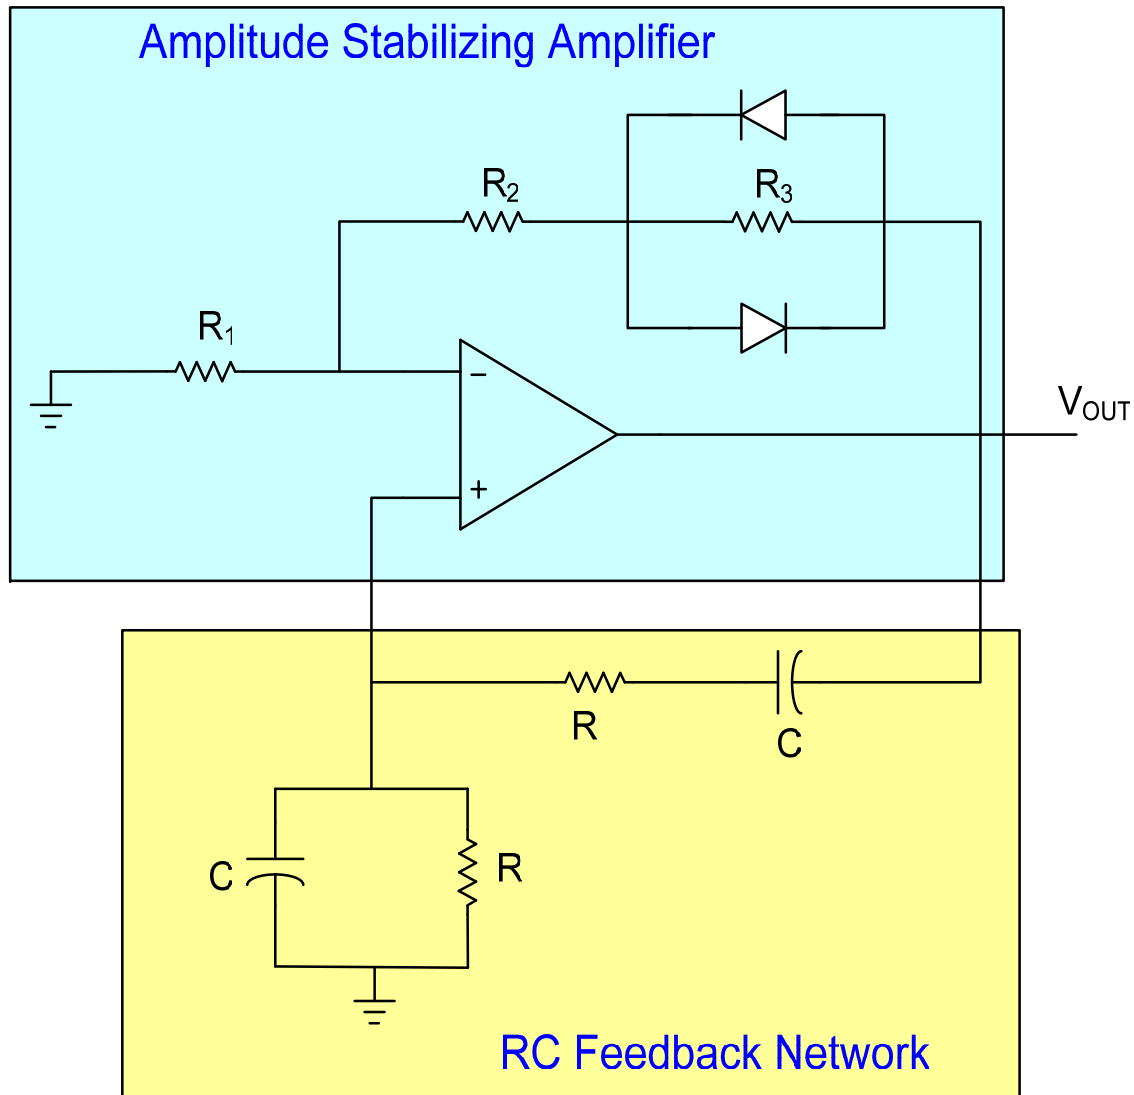 Amplitude Stabilizing Amplifier
R2
R3
R1
−
+
VOUT
R
C
C
R
RC Feedback Network